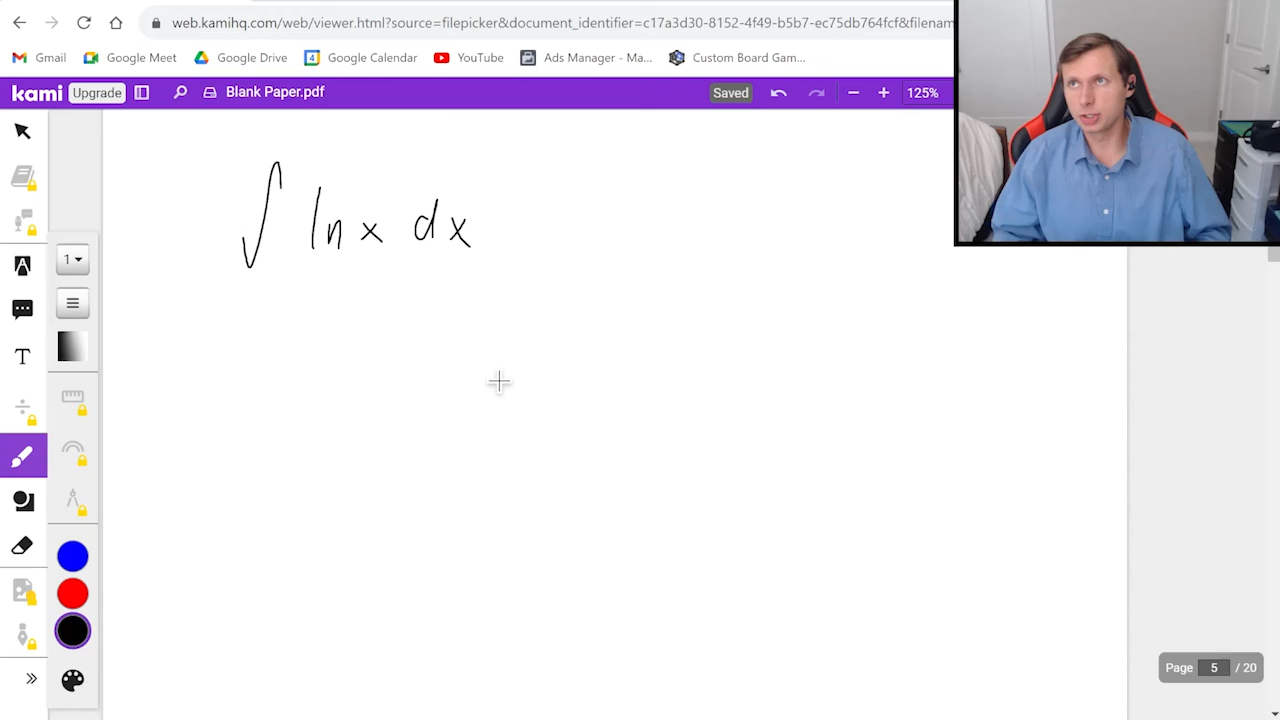 web.kamihq.com/web/viewer.html?source=filepicker&document_identifier=c17a3d30-8152-4f49-b5b7-ec75db764fcf&filenam
Gmail Google Meet Google Drive Google Calendar YouTube Ads Manager - Ma... Custom Board Gam...
kami Upgrade Blank Paper.pdf Saved 125%
∫ ln x dx
1
T
Page 5 / 20